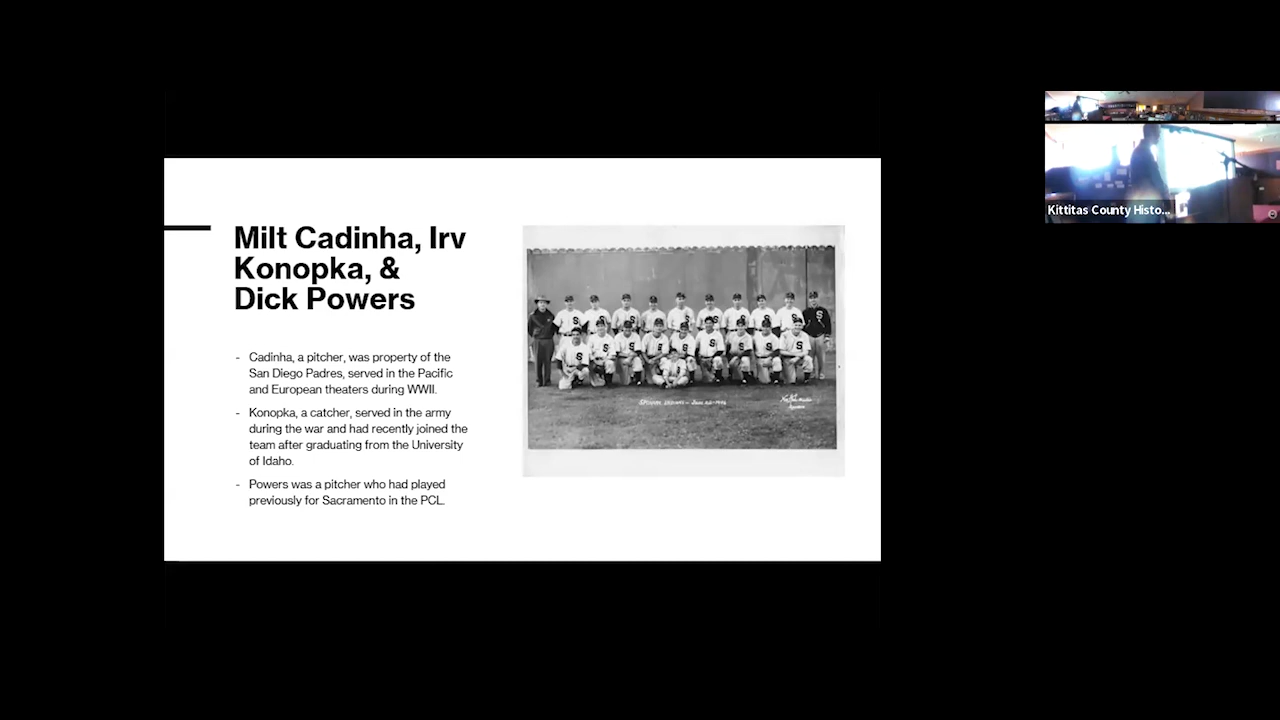 Milt Cadinha, Irv
Konopka, &
Dick Powers
- Cadinha, a pitcher, was property of the
San Diego Padres, served in the Pacific
and European theaters during WWII.
- Konopka, a catcher, served in the army
during the war and had recently joined the
team after graduating from the University
of Idaho.
- Powers was a pitcher who had played
previously for Sacramento in the PCL.
Kittitas County Histo...